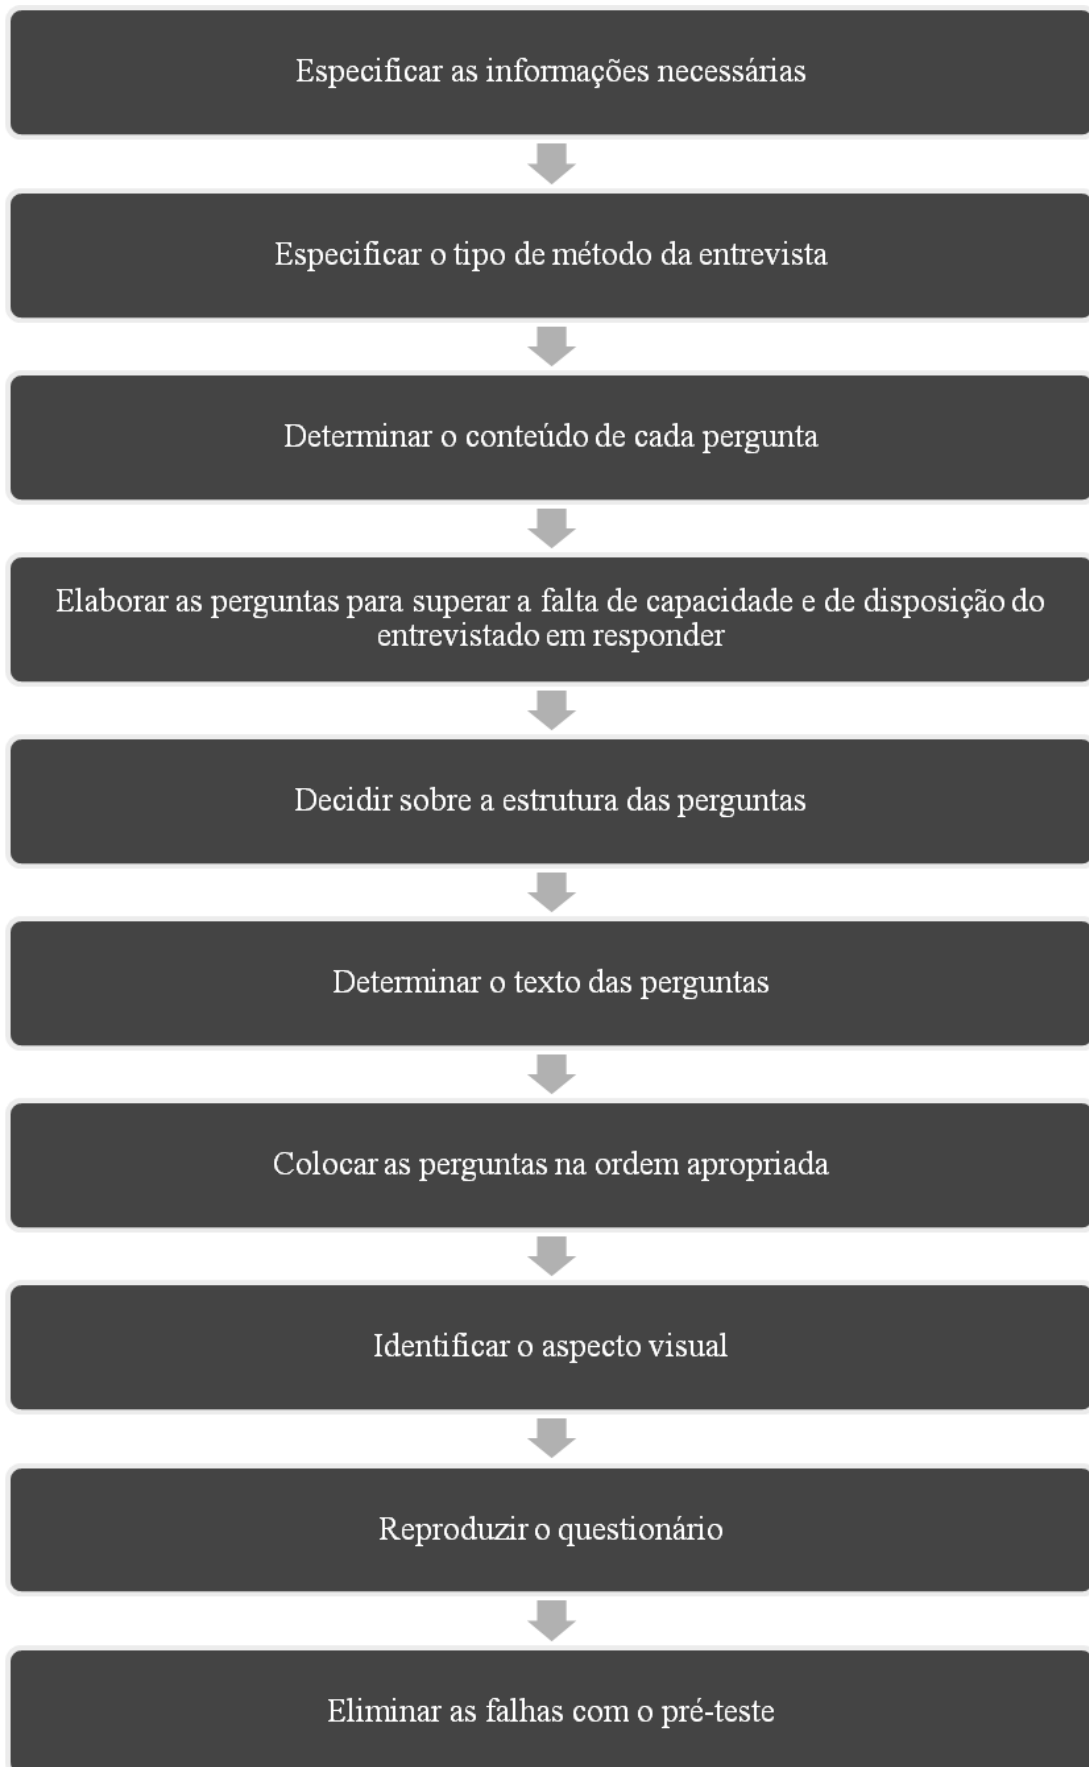 Especificar as informações necessárias
Especificar o tipo de método da entrevista
Determinar o conteúdo de cada pergunta
Elaborar as perguntas para superar a falta de capacidade e de disposição do
entrevistado em responder
Decidir sobre a estrutura das perguntas
Determinar o texto das perguntas
Colocar as perguntas na ordem apropriada
Identificar o aspecto visual
Reproduzir o questionário
Eliminar as falhas com o pré-teste